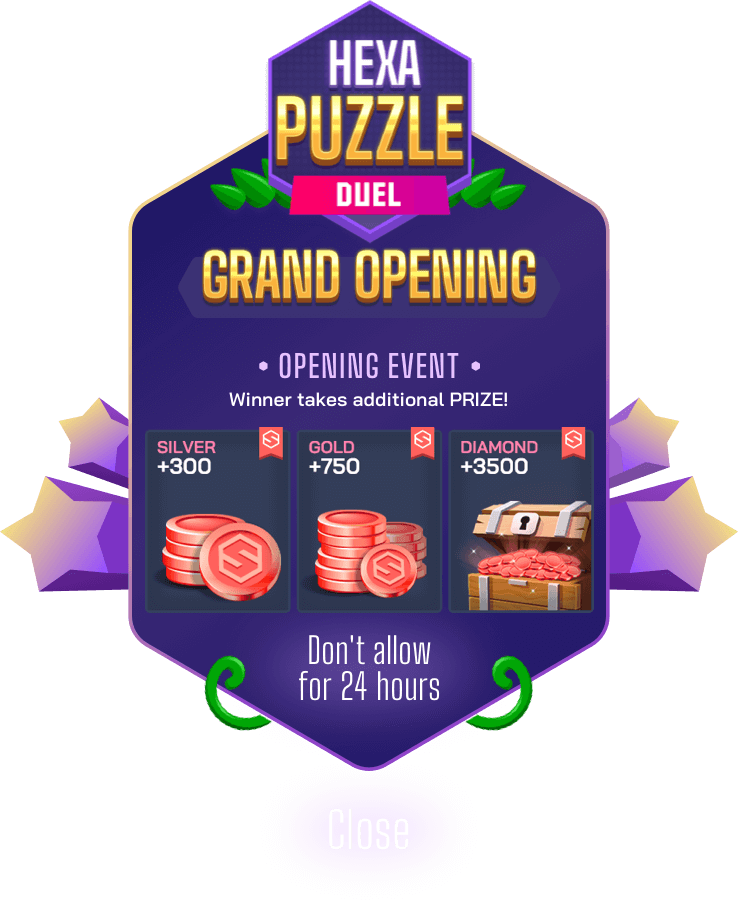 HEXA
PUZZLE
DUEL
GRAND OPENING
• OPENING EVENT •
Winner takes additional PRIZE!
SILVER
+300
GOLD
+750
DIAMOND
+3500
Don't allow
for 24 hours
Close